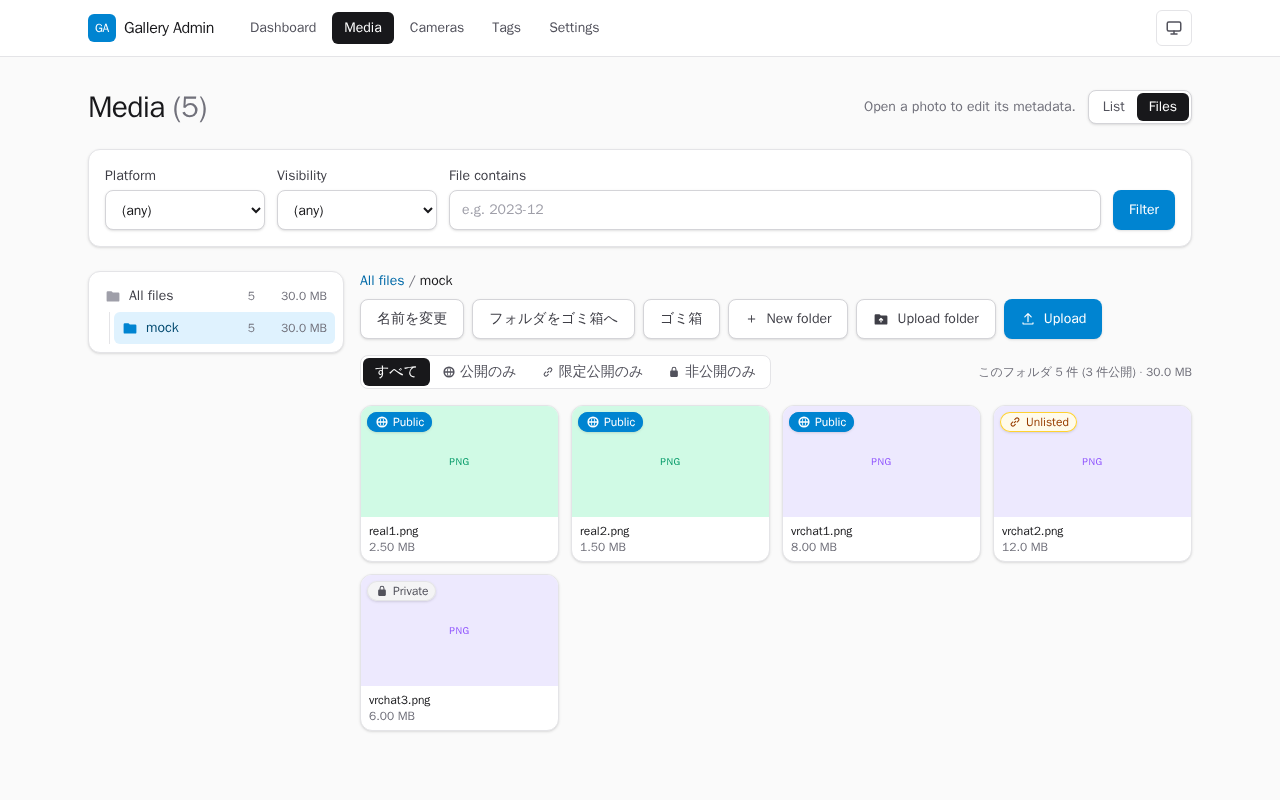 GA Gallery Admin Dashboard Media Cameras Tags Settings
Media (5)
Open a photo to edit its metadata. List Files
Platform Visibility File contains
(any) (any) e.g. 2023-12 Filter
All files 5 30.0 MB
mock 5 30.0 MB
All files / mock
名前を変更 フォルダをゴミ箱へ ゴミ箱 + New folder Upload folder Upload
すべて 公開のみ 限定公開のみ 非公開のみ
このフォルダ 5 件 (3 件公開) · 30.0 MB
Public Public Public Unlisted
PNG PNG PNG PNG
real1.png real2.png vrchat1.png vrchat2.png
2.50 MB 1.50 MB 8.00 MB 12.0 MB
Private
PNG
vrchat3.png
6.00 MB